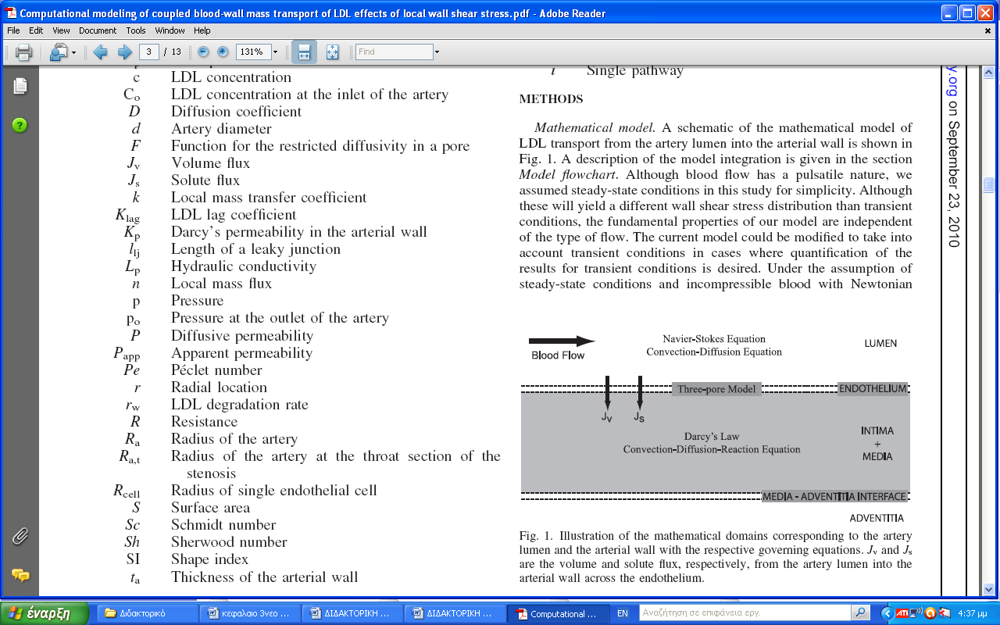 Computational modeling of coupled blood-wall mass transport of LDL effects of local wall shear stress.pdf - Adobe Reader
File Edit View Document Tools Window Help
3 / 13 131% Find
c LDL concentration
Co LDL concentration at the inlet of the artery
D Diffusion coefficient
d Artery diameter
F Function for the restricted diffusivity in a pore
Jv Volume flux
Js Solute flux
k Local mass transfer coefficient
Klag LDL lag coefficient
Kp Darcy's permeability in the arterial wall
llj Length of a leaky junction
Lp Hydraulic conductivity
n Local mass flux
p Pressure
po Pressure at the outlet of the artery
P Diffusive permeability
Papp Apparent permeability
Pe Péclet number
r Radial location
rw LDL degradation rate
R Resistance
Ra Radius of the artery
Ra,t Radius of the artery at the throat section of the
stenosis
Rcell Radius of single endothelial cell
S Surface area
Sc Schmidt number
Sh Sherwood number
SI Shape index
ta Thickness of the arterial wall
i Single pathway
METHODS
Mathematical model. A schematic of the mathematical model of
LDL transport from the artery lumen into the arterial wall is shown in
Fig. 1. A description of the model integration is given in the section
Model flowchart. Although blood flow has a pulsatile nature, we
assumed steady-state conditions in this study for simplicity. Although
these will yield a different wall shear stress distribution than transient
conditions, the fundamental properties of our model are independent
of the type of flow. The current model could be modified to take into
account transient conditions in cases where quantification of the
results for transient conditions is desired. Under the assumption of
steady-state conditions and incompressible blood with Newtonian
Blood Flow
Navier-Stokes Equation
Convection-Diffusion Equation
LUMEN
Three-pore Model
ENDOTHELIUM
Jv Js
Darcy's Law
Convection-Diffusion-Reaction Equation
INTIMA
+
MEDIA
MEDIA - ADVENTITIA INTERFACE
ADVENTITIA
Fig. 1. Illustration of the mathematical domains corresponding to the artery
lumen and the arterial wall with the respective governing equations. Jv and Js
are the volume and solute flux, respectively, from the artery lumen into the
arterial wall across the endothelium.
y.org on September 23, 2010
έναρξη Διδακτορικό κεφαλαιο 3νεο ... ΔΙΔΑΚΤΟΡΙΚΗ ... ΔΙΔΑΚΤΟΡΙΚΗ ... Computational ... EN Αναζήτηση σε επιφάνεια εργ. ATI 4:37 μμ